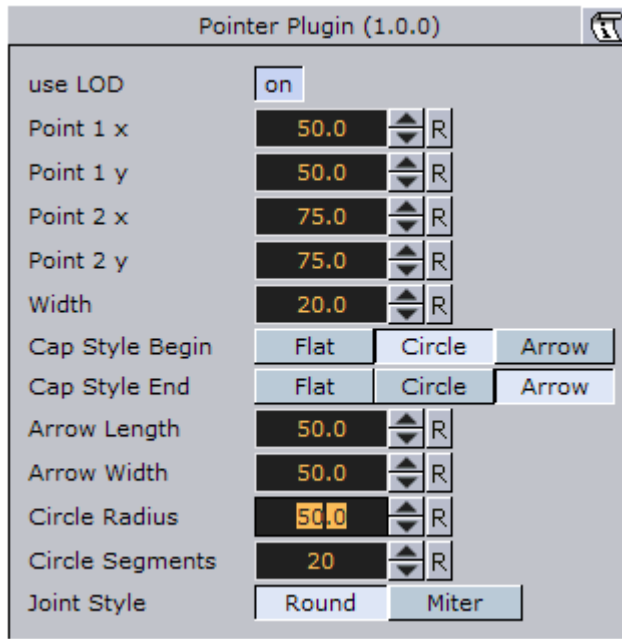 Pointer Plugin (1.0.0)
use LOD on
Point 1 x 50.0 R
Point 1 y 50.0 R
Point 2 x 75.0 R
Point 2 y 75.0 R
Width 20.0 R
Cap Style Begin Flat Circle Arrow
Cap Style End Flat Circle Arrow
Arrow Length 50.0 R
Arrow Width 50.0 R
Circle Radius 50.0 R
Circle Segments 20 R
Joint Style Round Miter